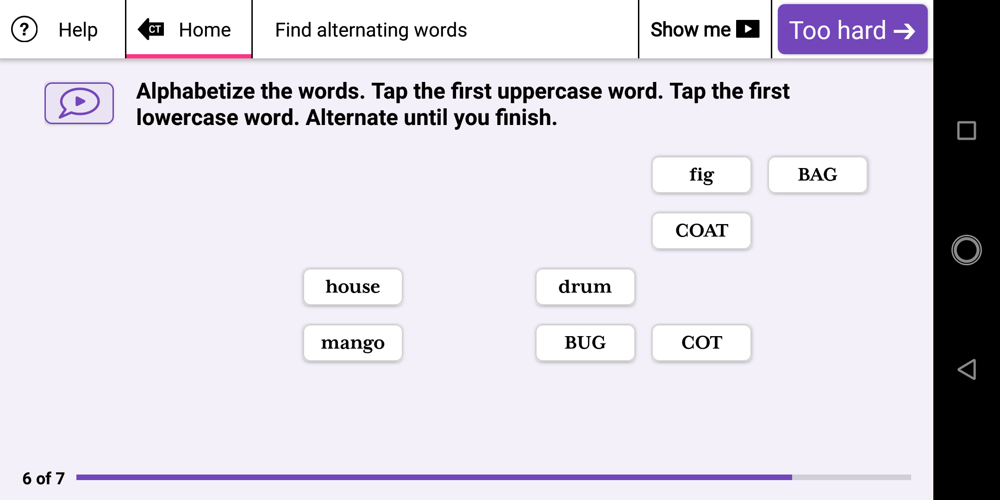 ? Help CT Home Find alternating words Show me Too hard
Alphabetize the words. Tap the first uppercase word. Tap the first
lowercase word. Alternate until you finish.
fig BAG
COAT
house drum
mango BUG COT
6 of 7